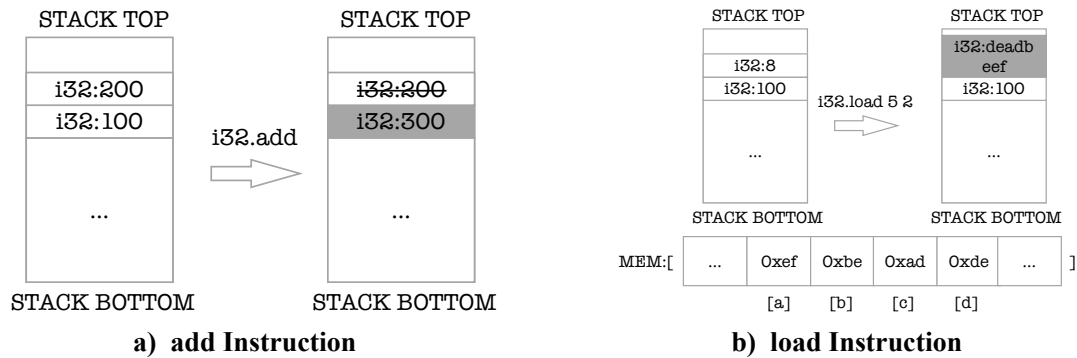 STACK TOP
i32:200
i32:100
...
STACK BOTTOM
i32.add
STACK TOP
i32:200
i32:300
...
STACK BOTTOM
a) add Instruction
STACK TOP
i32:8
i32:100
...
STACK BOTTOM
i32.load 5 2
STACK TOP
i32:deadb
eef
i32:100
...
STACK BOTTOM
MEM:[ ... 0xef 0xbe 0xad 0xde ... ]
[a] [b] [c] [d]
b) load Instruction